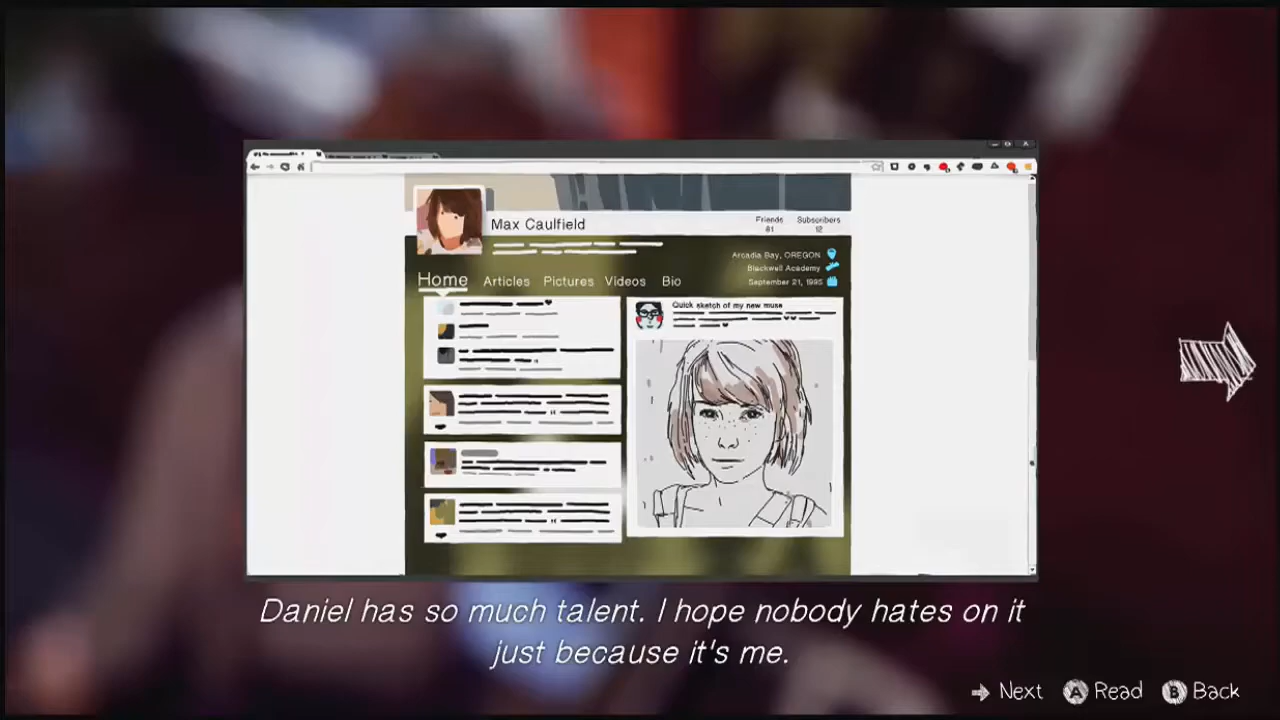 Max Caulfield
Friends
81
Subscribers
12
Arcadia Bay, OREGON
Blackwell Academy
September 21, 1995
Home Articles Pictures Videos Bio
Quick sketch of my new muse
Daniel has so much talent. I hope nobody hates on it
just because it's me.
Next A Read B Back